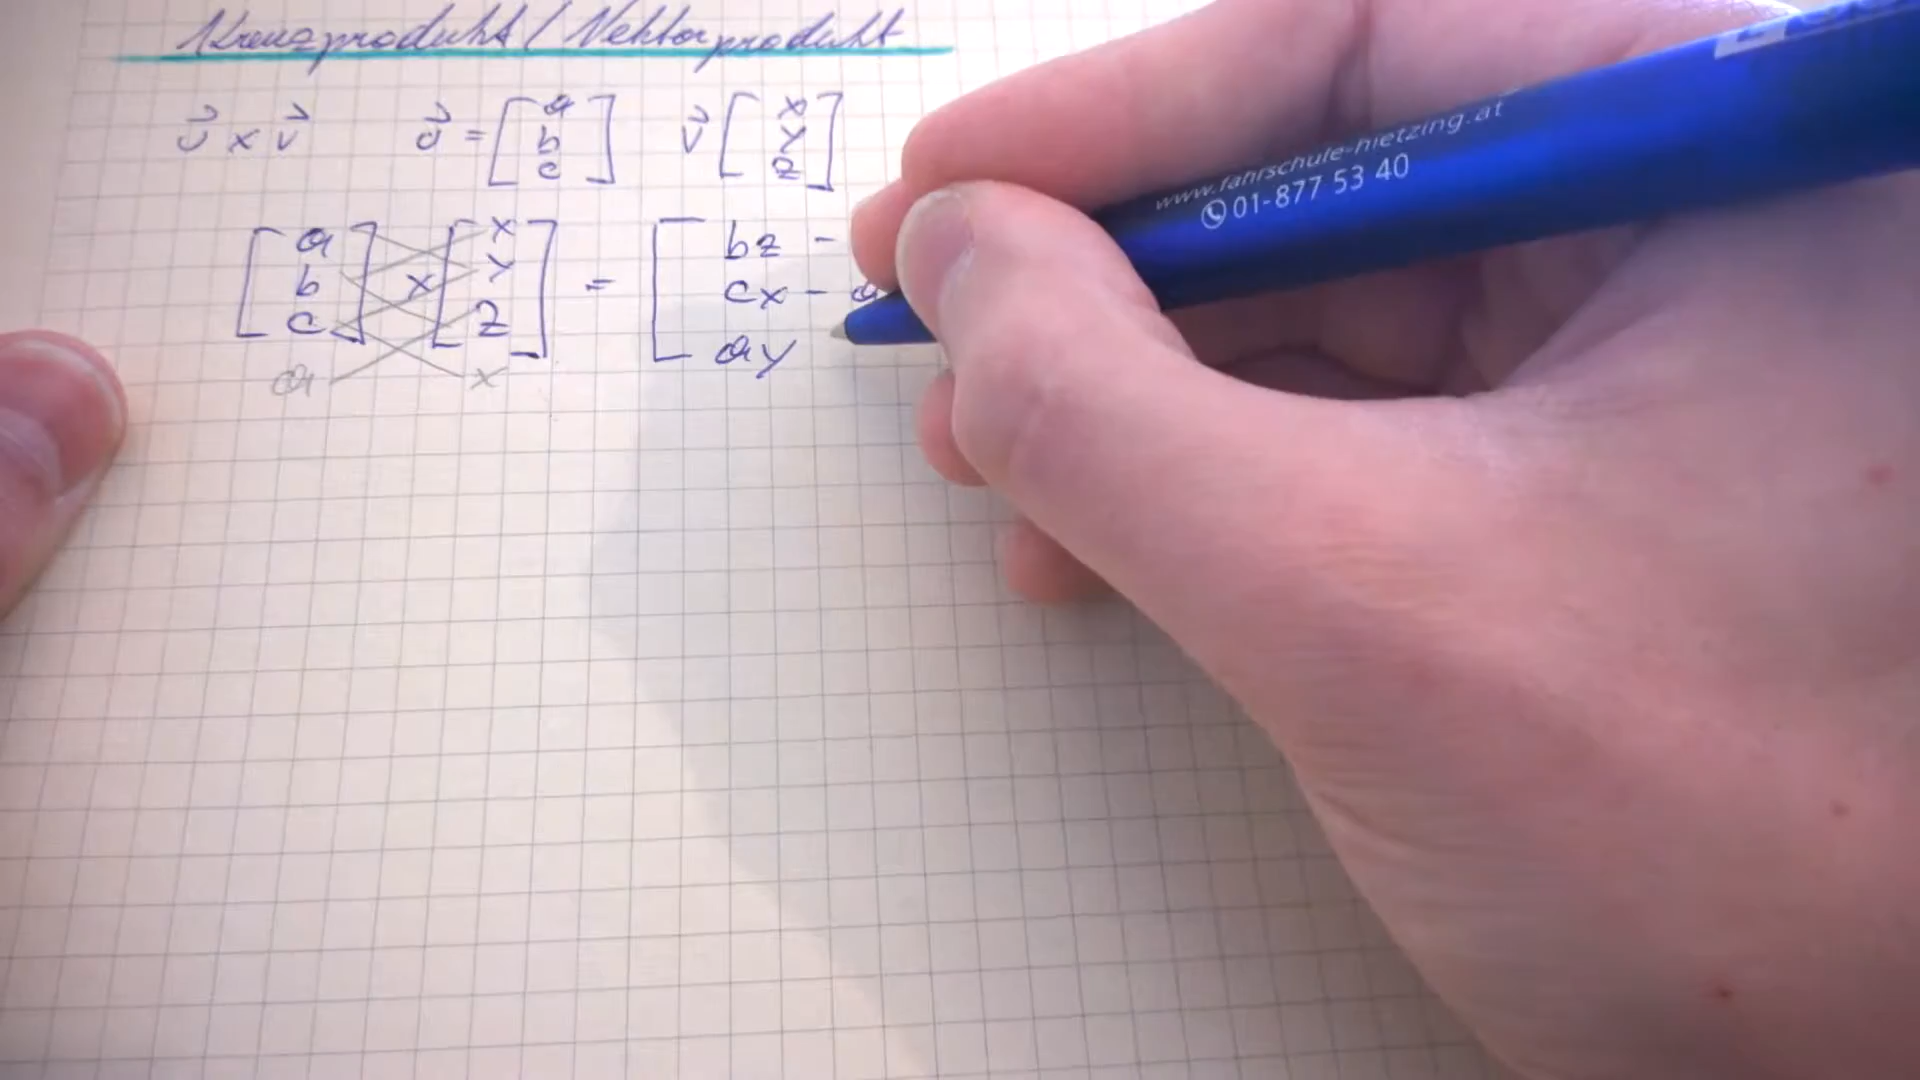 Kreuzprodukt / Vektorprodukt
u⃗ x v⃗ u⃗ = [a b c] v⃗ [x y z]
[a b c] x [x y z] = [bz - cx - a ay
a x
www.fahrschule-hietzing.at
01-877 53 40